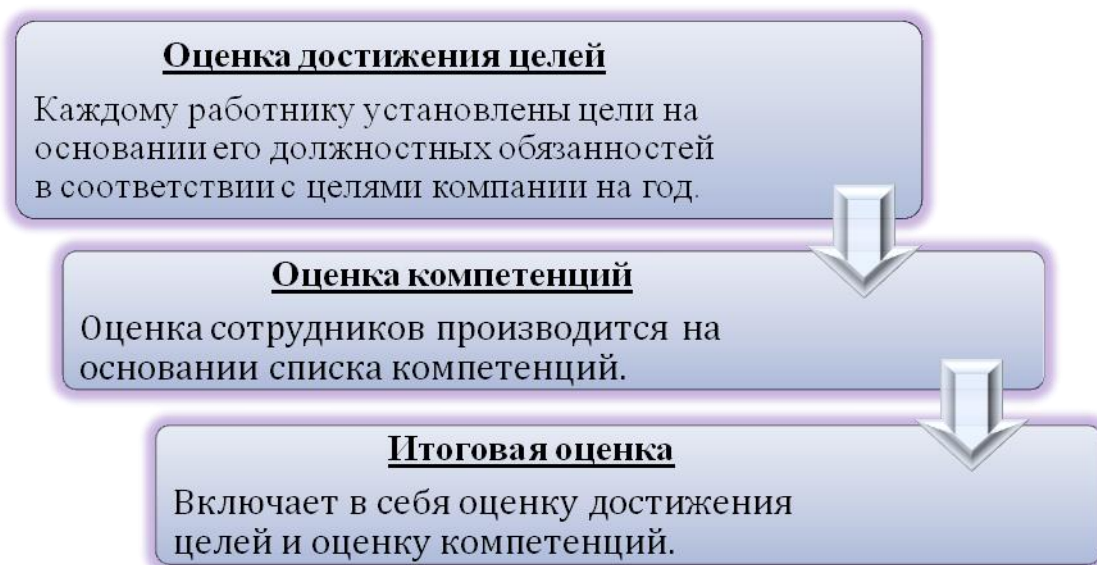 Оценка достижения целей
Каждому работнику установлены цели на
основании его должностных обязанностей
в соответствии с целями компании на год.
Оценка компетенций
Оценка сотрудников производится на
основании списка компетенций.
Итоговая оценка
Включает в себя оценку достижения
целей и оценку компетенций.